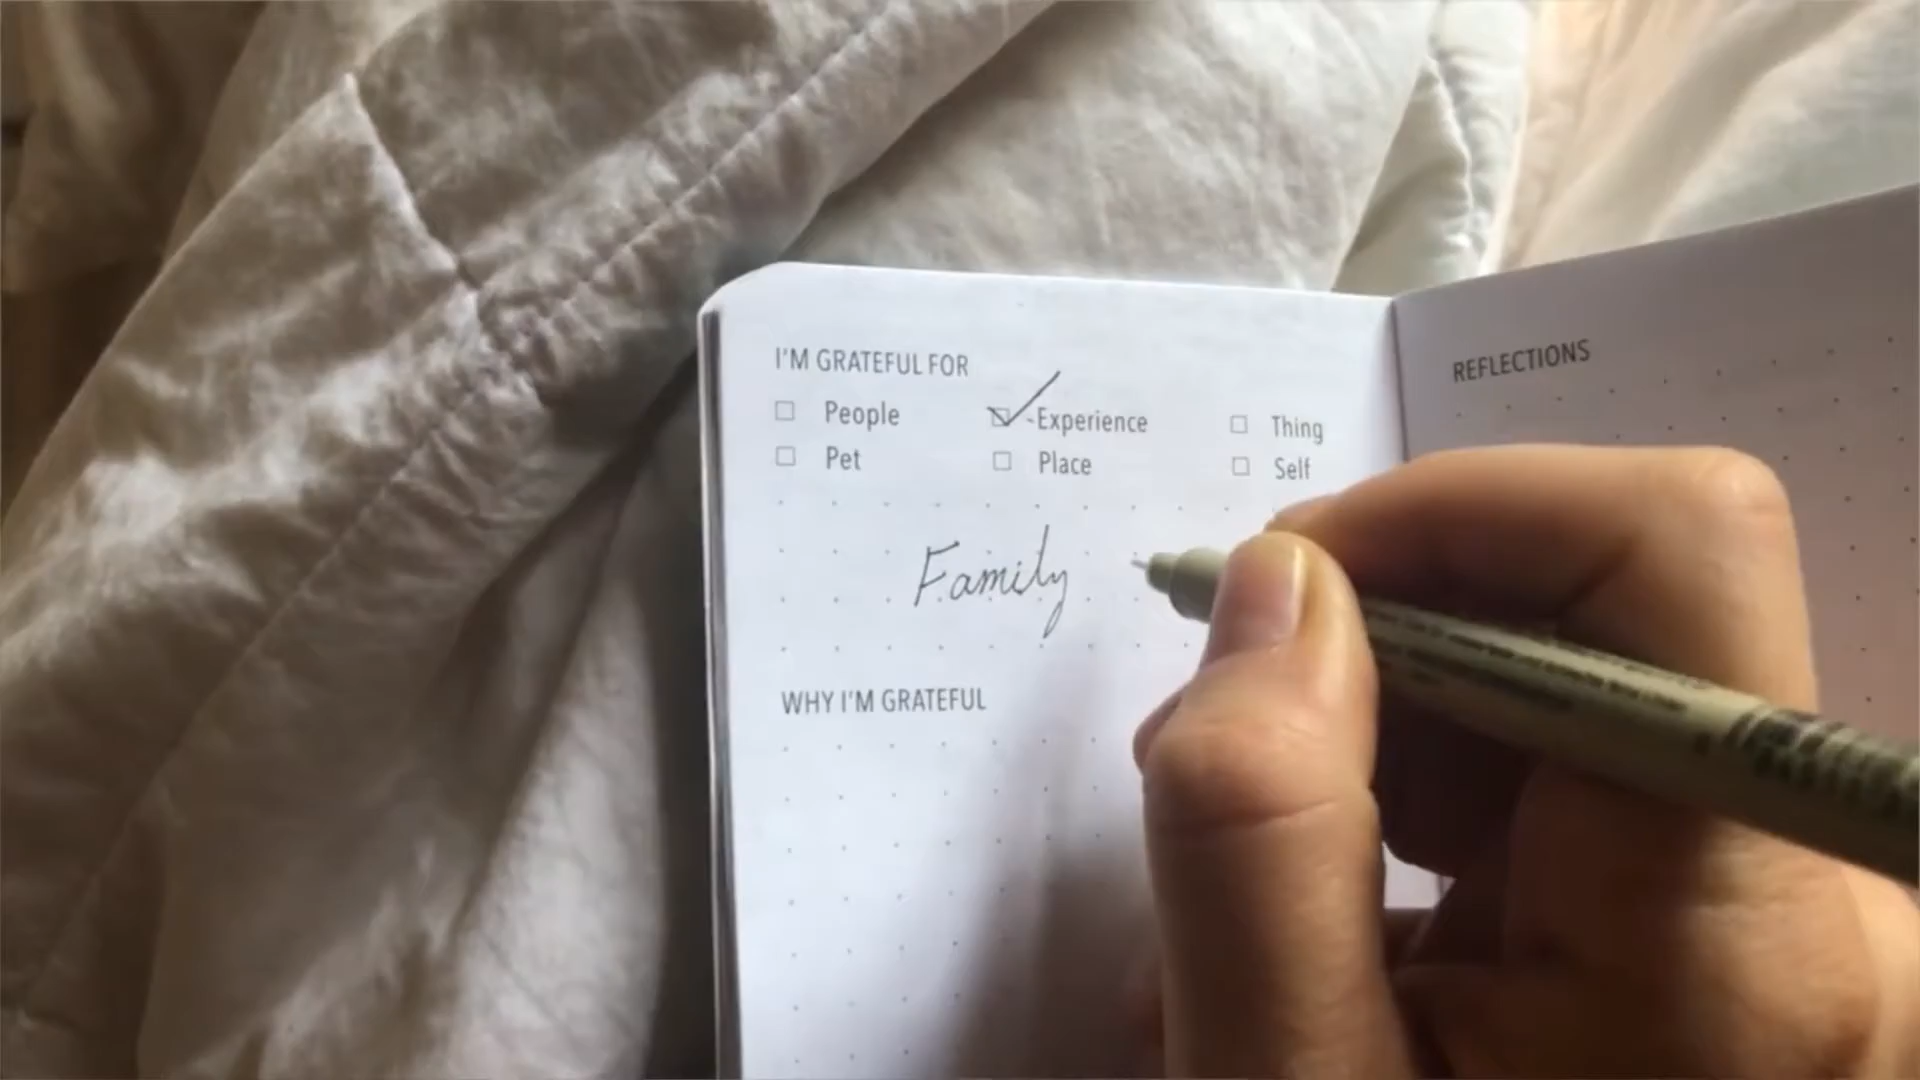 I'M GRATEFUL FOR
People Experience Thing
Pet Place Self
Family
WHY I'M GRATEFUL
REFLECTIONS